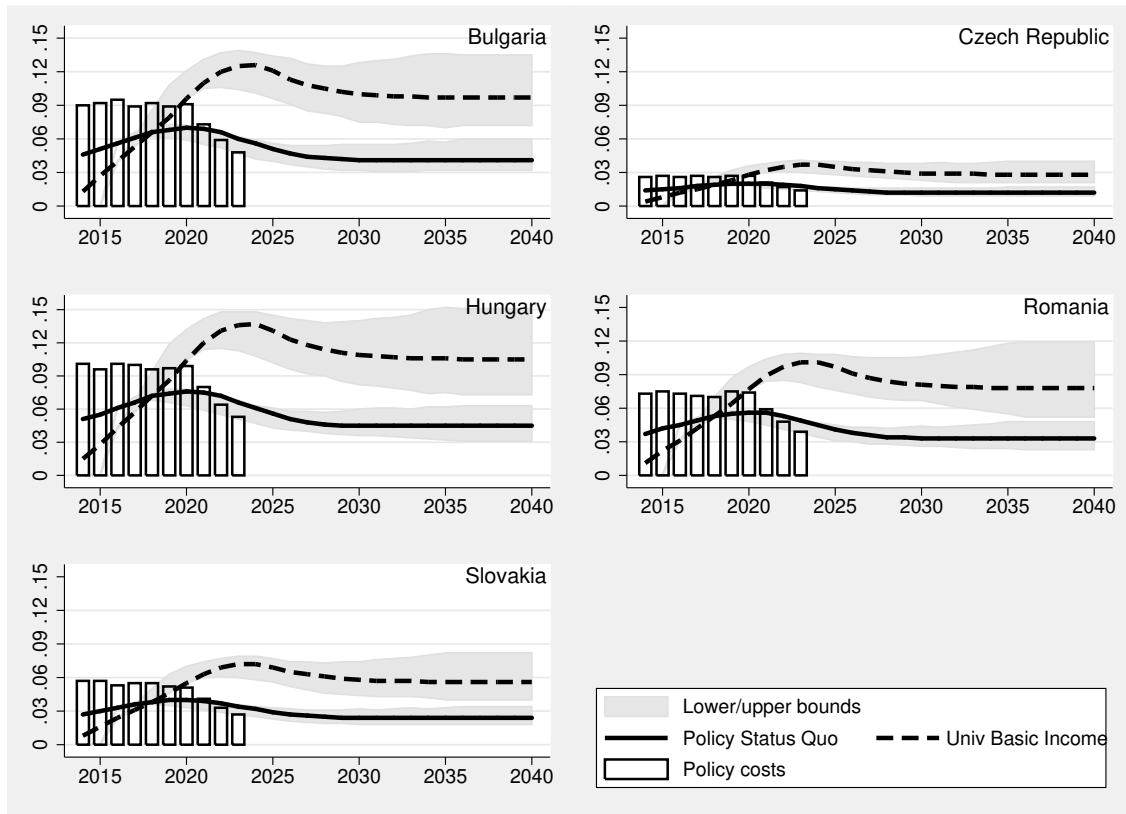 Bulgaria
0 .03 .06 .09 .12 .15
2015 2020 2025 2030 2035 2040
Czech Republic
0 .03 .06 .09 .12 .15
2015 2020 2025 2030 2035 2040
Hungary
0 .03 .06 .09 .12 .15
2015 2020 2025 2030 2035 2040
Romania
0 .03 .06 .09 .12 .15
2015 2020 2025 2030 2035 2040
Slovakia
0 .03 .06 .09 .12 .15
2015 2020 2025 2030 2035 2040
Lower/upper bounds
Policy Status Quo Univ Basic Income
Policy costs